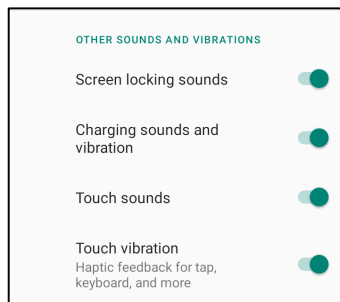 OTHER SOUNDS AND VIBRATIONS
Screen locking sounds
Charging sounds and
vibration
Touch sounds
Touch vibration
Haptic feedback for tap,
keyboard, and more